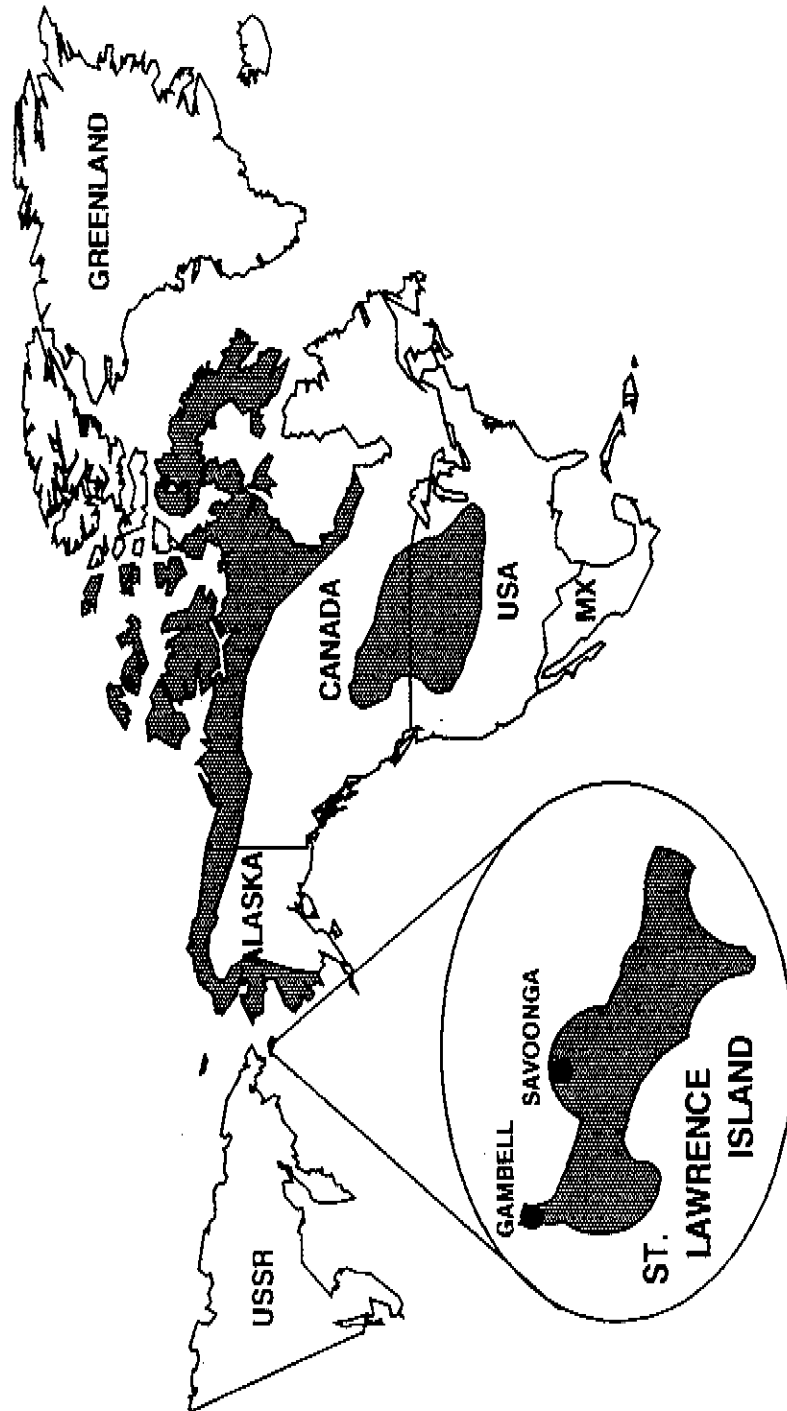 GREENLAND
USSR
ALASKA
CANADA
USA
MX
GAMBELL
SAVOONGA
ST.
LAWRENCE
ISLAND